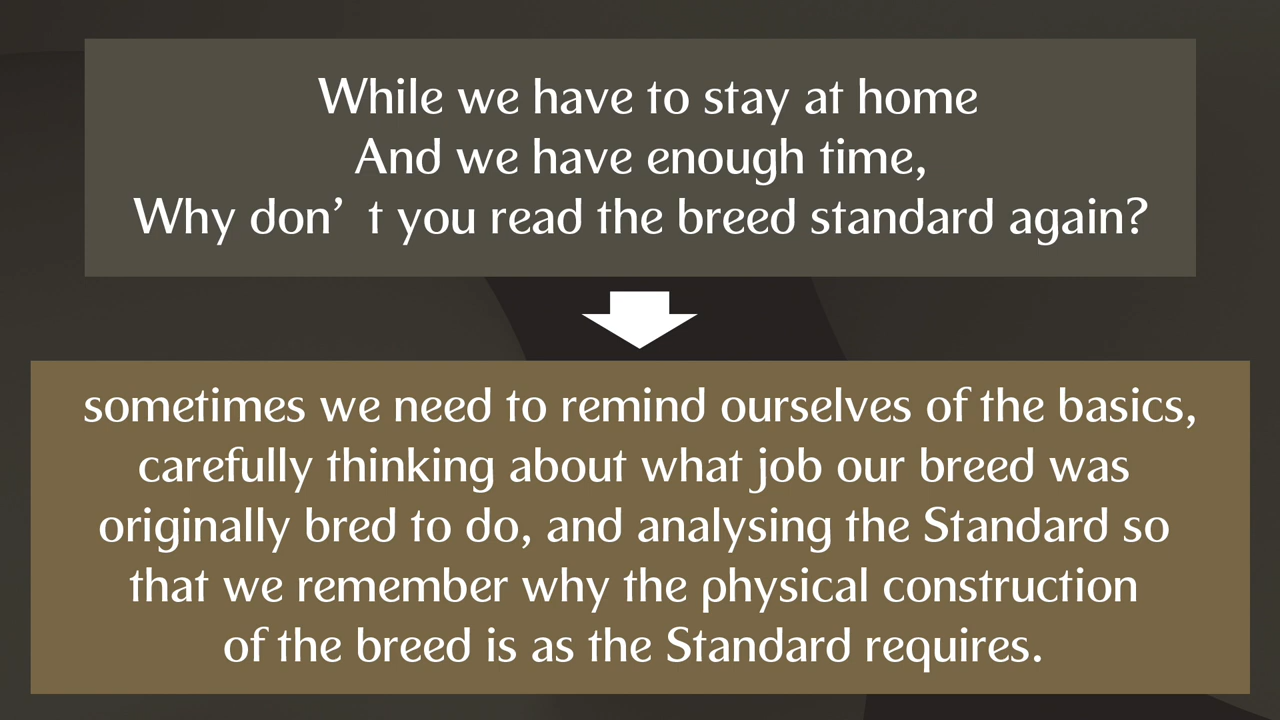 While we have to stay at home
And we have enough time,
Why don’ t you read the breed standard again?
sometimes we need to remind ourselves of the basics,
carefully thinking about what job our breed was
originally bred to do, and analysing the Standard so
that we remember why the physical construction
of the breed is as the Standard requires.